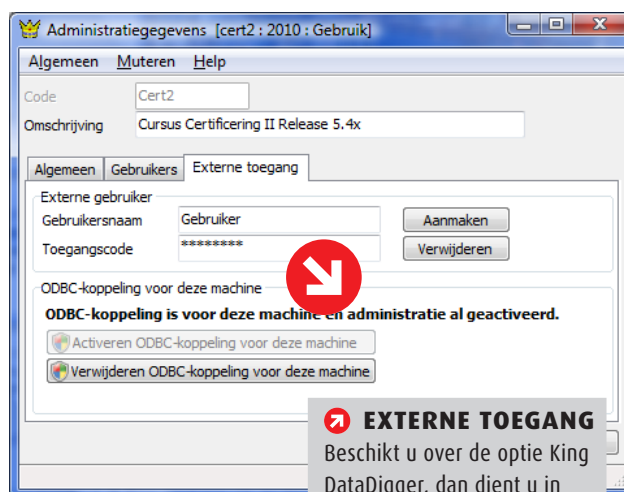 Administratiegegevens [cert2 : 2010 : Gebruik]
Algemeen Muteren Help
Code Cert2
Omschrijving Cursus Certificering II Release 5.4x
Algemeen Gebruikers Externe toegang
Externe gebruiker
Gebruikersnaam Gebruiker Aanmaken
Toegangscode ******** Verwijderen
ODBC-koppeling voor deze machine
ODBC-koppeling is voor deze machine en administratie al geactiveerd.
Activeren ODBC-koppeling voor deze machine
Verwijderen ODBC-koppeling voor deze machine
EXTERNE TOEGANG
Beschikt u over de optie King
DataDigger, dan dient u in